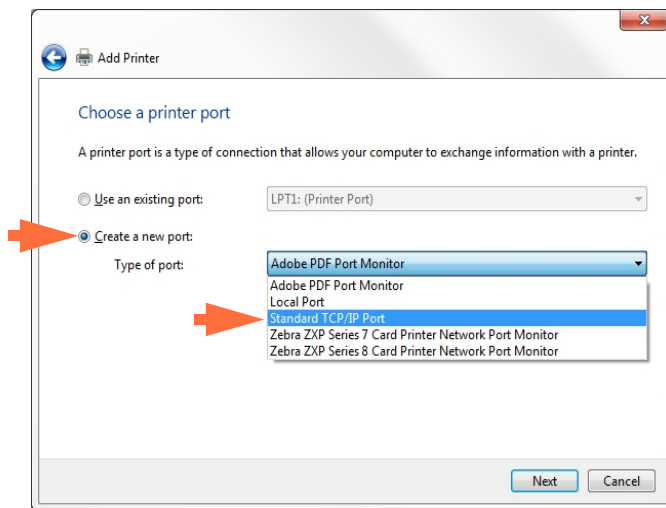 Add Printer
Choose a printer port
A printer port is a type of connection that allows your computer to exchange information with a printer.
Use an existing port: LPT1: (Printer Port)
Create a new port:
Type of port: Adobe PDF Port Monitor
Adobe PDF Port Monitor
Local Port
Standard TCP/IP Port
Zebra ZXP Series 7 Card Printer Network Port Monitor
Zebra ZXP Series 8 Card Printer Network Port Monitor
Next Cancel